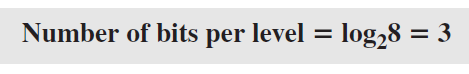 Number of bits per level = log₂8 = 3